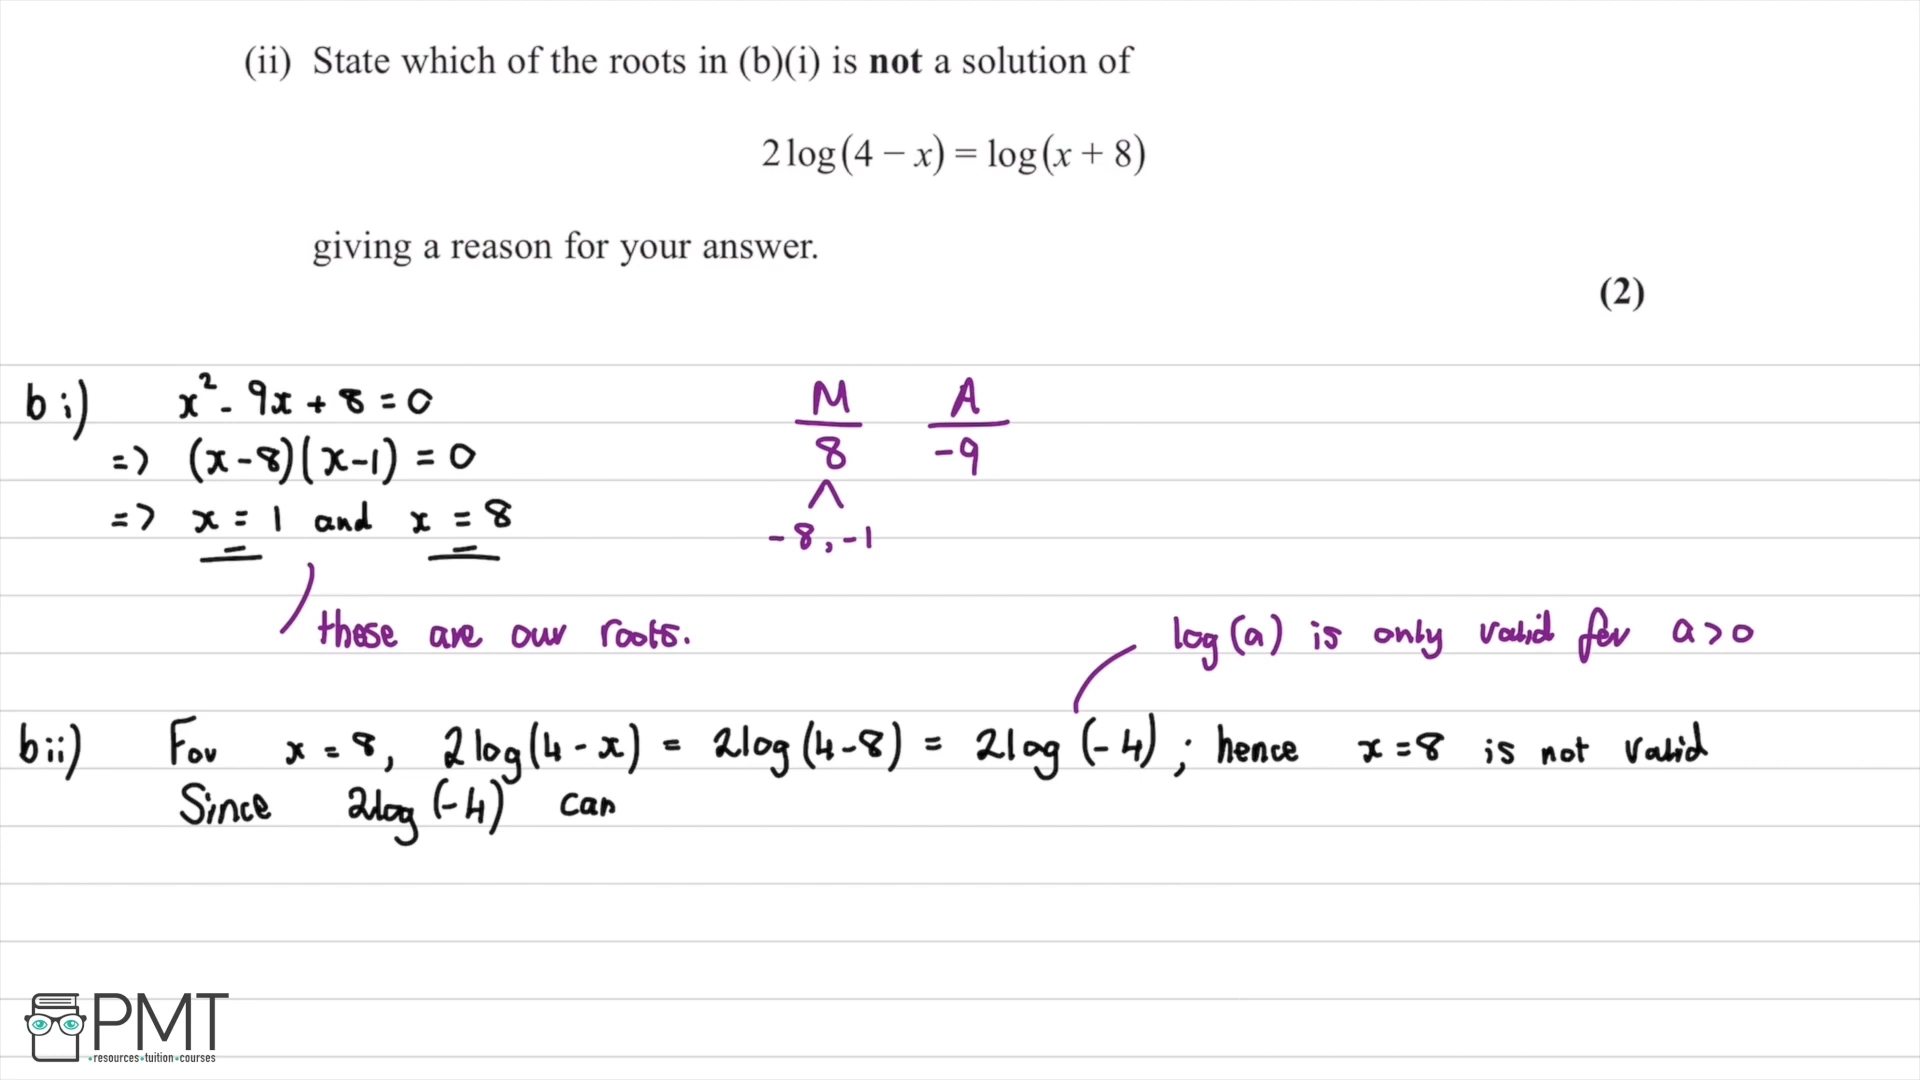 (ii) State which of the roots in (b)(i) is not a solution of
2log(4 − x) = log(x + 8)
giving a reason for your answer.
(2)
b i) x² - 9x + 8 = 0
=> (x-8)(x-1) = 0
=> x = 1 and x = 8
M A
8 -9
-8, -1
these are our roots.
log(a) is only valid for a>0
b ii) For x = 8, 2log(4-x) = 2log(4-8) = 2log(-4); hence x=8 is not valid
Since 2log(-4) can
PMT
•resources•tuition•courses